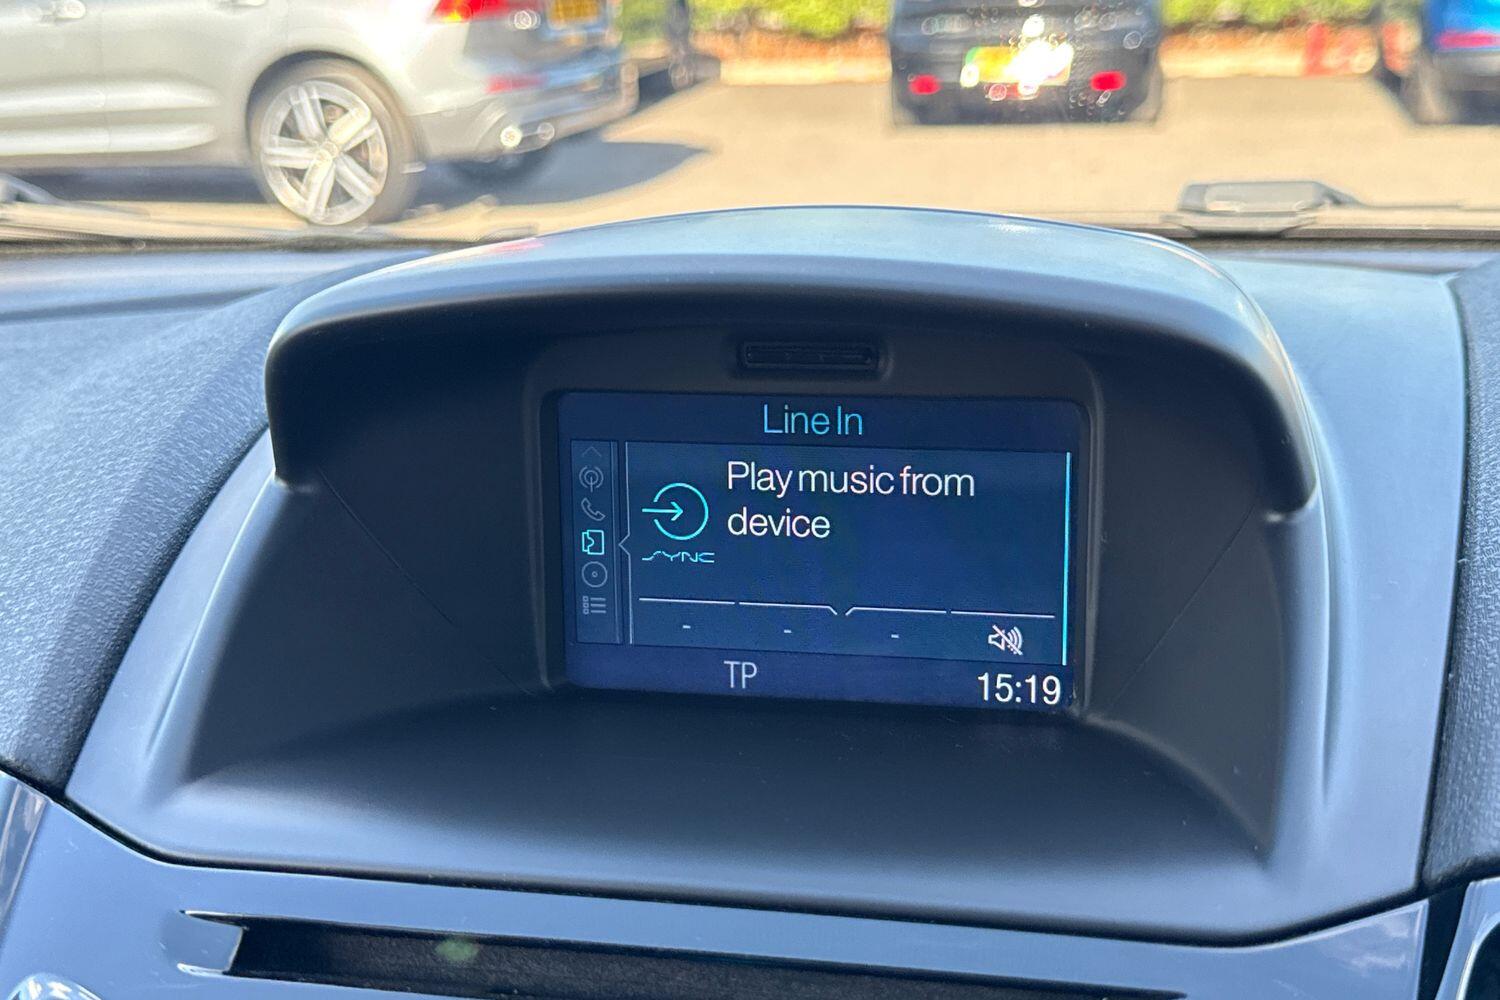 Line In
Play music from
device
SYNC
-
-
-
TP
15:19